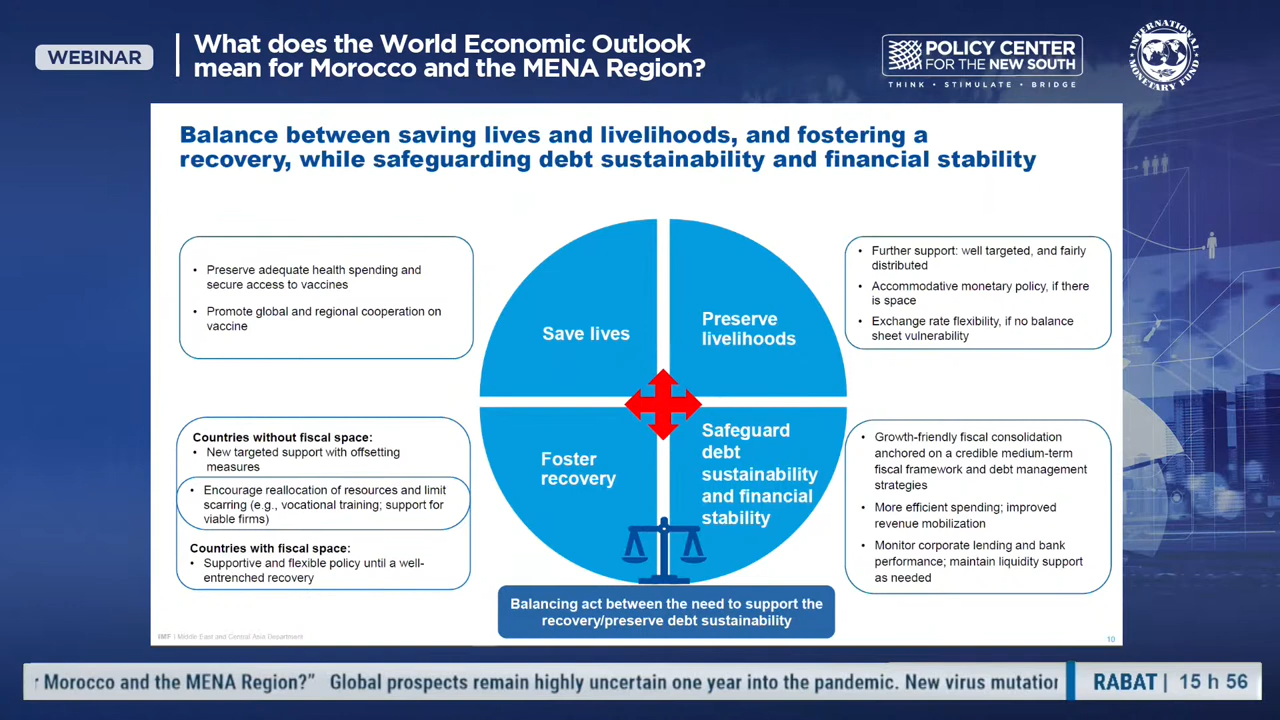 WEBINAR
What does the World Economic Outlook
mean for Morocco and the MENA Region?
POLICY CENTER
FOR THE NEW SOUTH
THINK • STIMULATE • BRIDGE
INTERNATIONAL MONETARY FUND
Balance between saving lives and livelihoods, and fostering a
recovery, while safeguarding debt sustainability and financial stability
• Preserve adequate health spending and
secure access to vaccines
• Promote global and regional cooperation on
vaccine
Save lives
Preserve
livelihoods
• Further support: well targeted, and fairly
distributed
• Accommodative monetary policy, if there
is space
• Exchange rate flexibility, if no balance
sheet vulnerability
Countries without fiscal space:
• New targeted support with offsetting
measures
• Encourage reallocation of resources and limit
scarring (e.g., vocational training; support for
viable firms)
Countries with fiscal space:
• Supportive and flexible policy until a well-
entrenched recovery
Foster
recovery
Safeguard
debt
sustainability
and financial
stability
• Growth-friendly fiscal consolidation
anchored on a credible medium-term
fiscal framework and debt management
strategies
• More efficient spending; improved
revenue mobilization
• Monitor corporate lending and bank
performance; maintain liquidity support
as needed
Balancing act between the need to support the
recovery/preserve debt sustainability
IMF | Middle East and Central Asia Department
10
r Morocco and the MENA Region?” Global prospects remain highly uncertain one year into the pandemic. New virus mutation
RABAT | 15 h 56